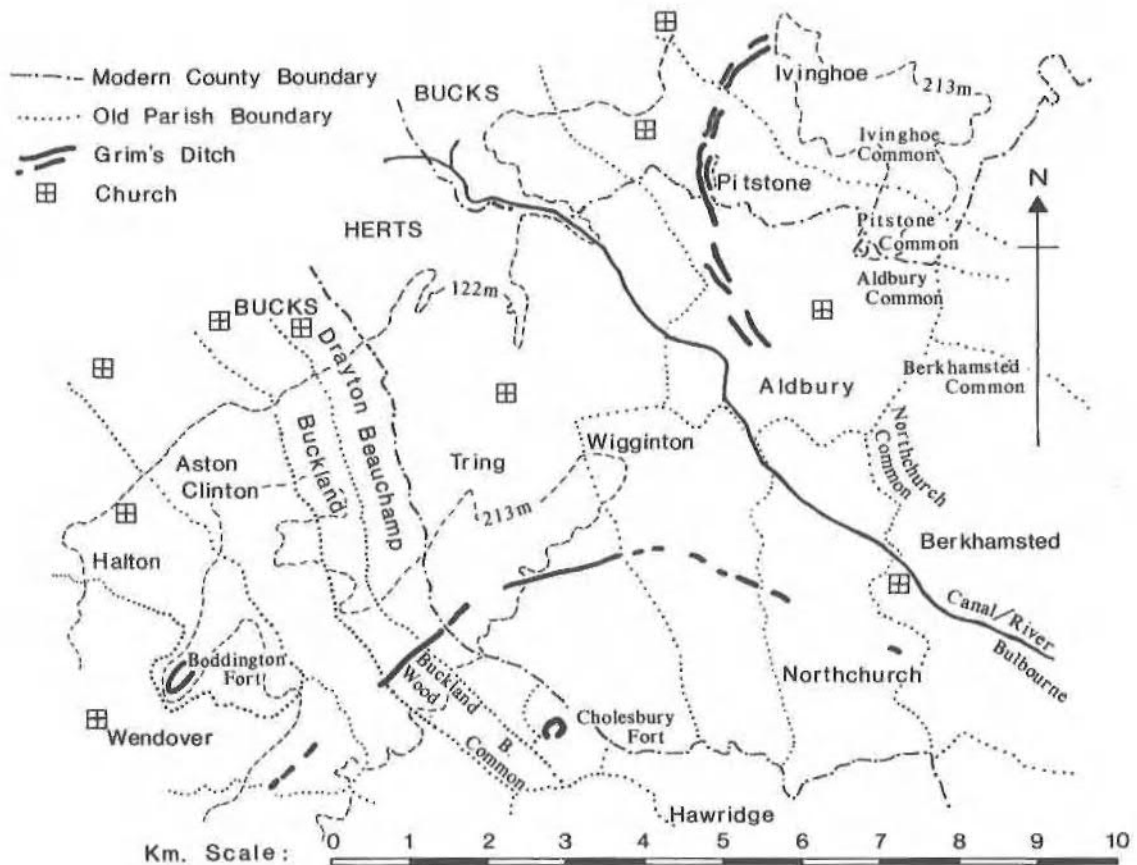 Modern County Boundary
Old Parish Boundary
Grim's Ditch
Church
BUCKS
Ivinghoe
213m
Ivinghoe
Common
Pitstone
N
HERTS
Pitstone
Common
Aldbury
Common
122m
BUCKS
Drayton Beauchamp
Berkhamsted
Common
Aldbury
Buckland
Wigginton
Northchurch
Common
Tring
Aston
Clinton
213m
Halton
Berkhamsted
Canal/River
Bulbourne
Boddington
Fort
Buckland
Wood
Northchurch
Wendover
B.
Common
Cholesbury
Fort
Hawridge
Km. Scale: 0 1 2 3 4 5 6 7 8 9 10